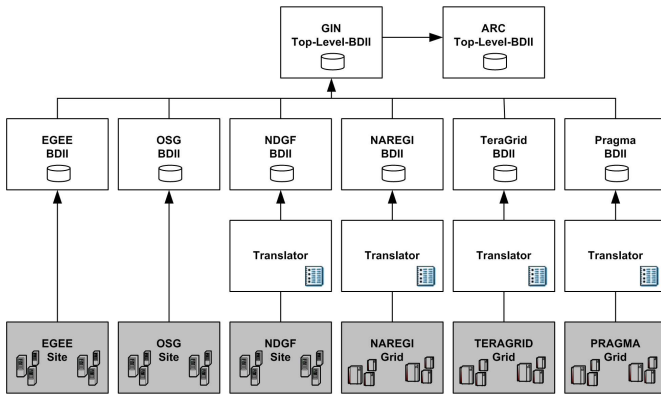 GIN
Top-Level-BDII
ARC
Top-Level-BDII
EGEE
BDII
OSG
BDII
NDGF
BDII
NAREGI
BDII
TeraGrid
BDII
Pragma
BDII
Translator
Translator
Translator
Translator
EGEE
Site
OSG
Site
NDGF
Site
NAREGI
Grid
TERAGRID
Grid
PRAGMA
Grid